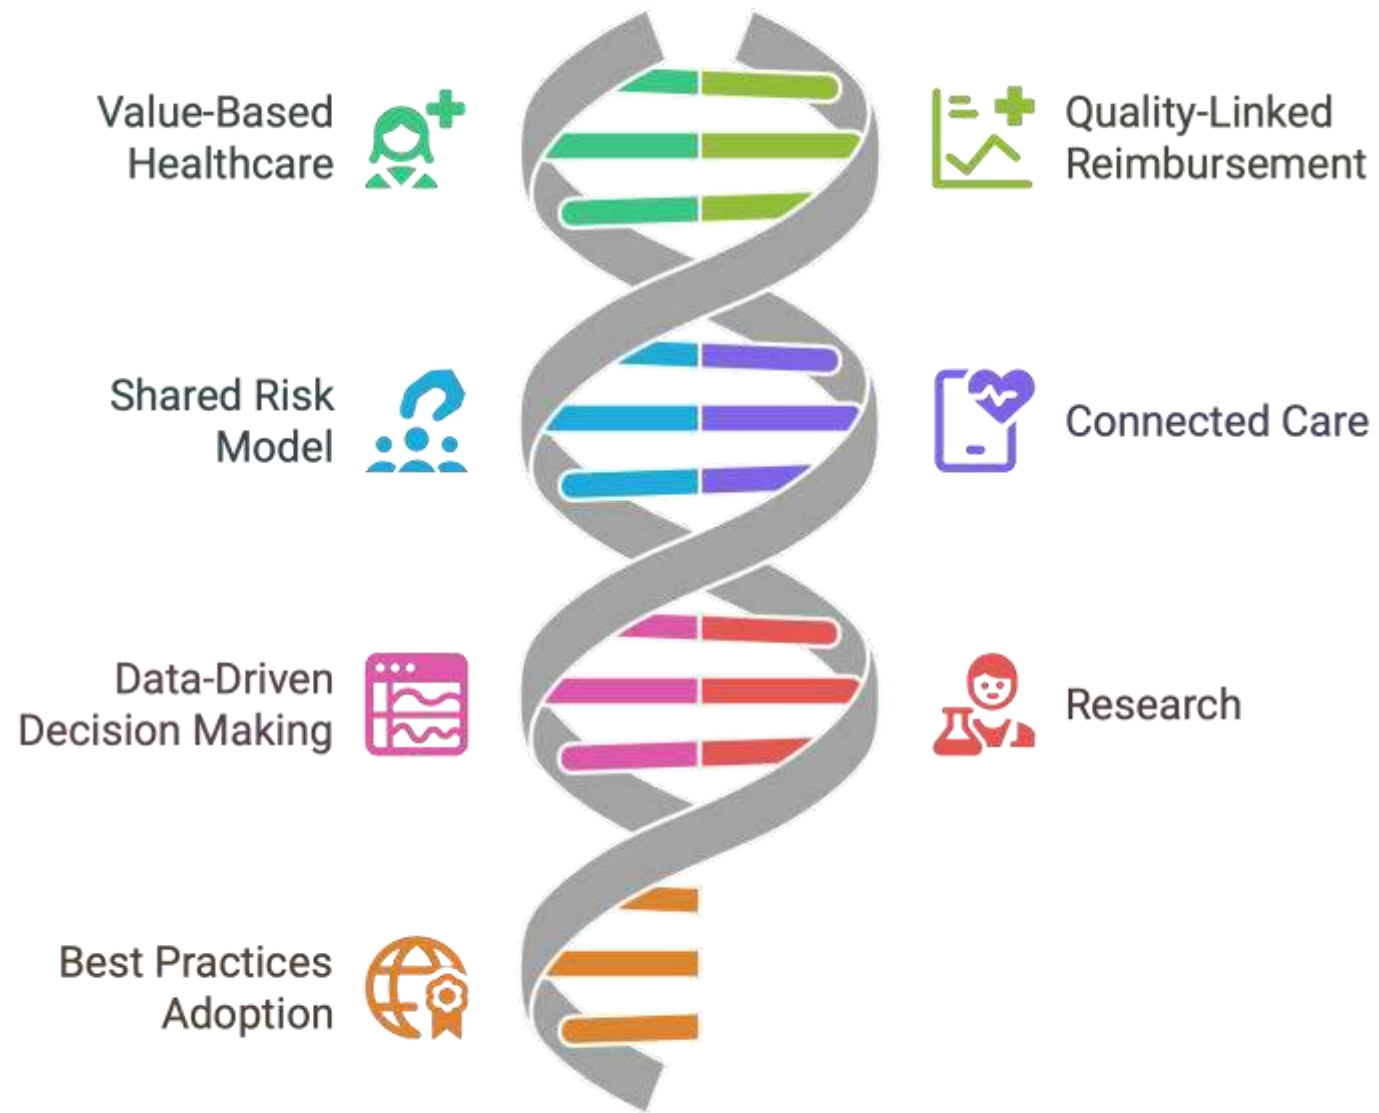 Value-Based
Healthcare
Quality-Linked
Reimbursement
Shared Risk
Model
Connected Care
Data-Driven
Decision Making
Research
Best Practices
Adoption